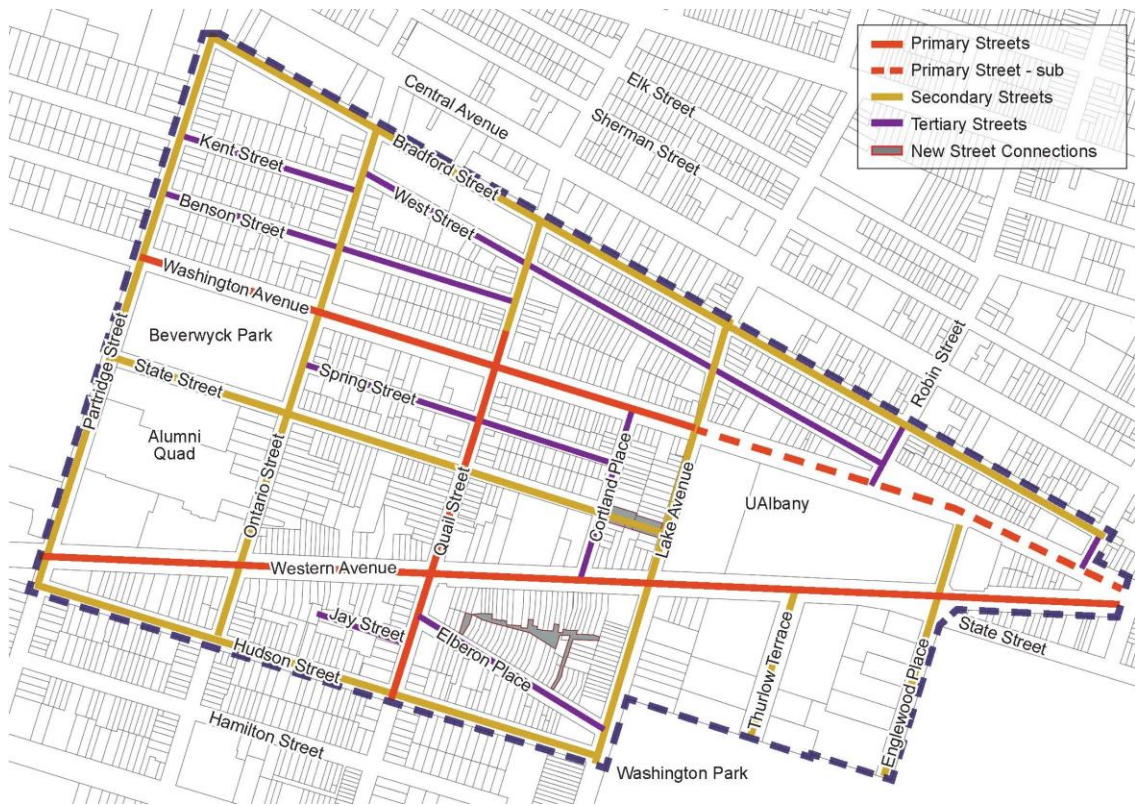 Primary Streets
Primary Street - sub
Secondary Streets
Tertiary Streets
New Street Connections
Elk Street
Central Avenue
Sherman Street
Bradford Street
Kent Street
West Street
Benson Street
Washington Avenue
Robin Street
Beverwyck Park
Partridge Street
State Street
Spring Street
Alumni
Quad
Ontario Street
Quail Street
Cortland Place
Lake Avenue
UAlbany
Western Avenue
Jay Street
Elberon Place
Hudson Street
Thurlow Terrace
Englewood Place
State Street
Hamilton Street
Washington Park